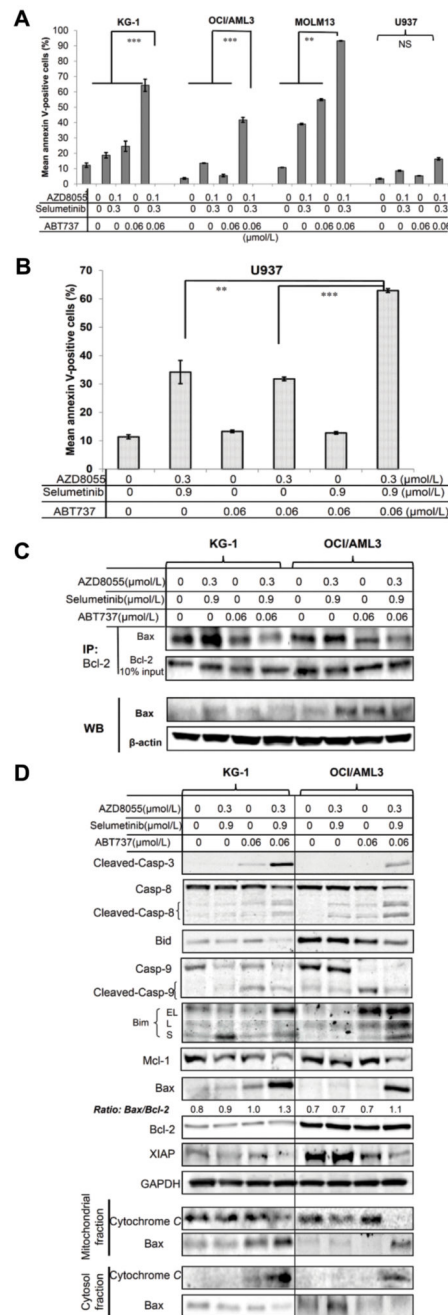 A
KG-1 OCI/AML3 MOLM13 U937
*** *** ** NS
Mean annexin V-positive cells (%)
100
90
80
70
60
50
40
30
20
10
0
AZD8055 0 0.1 0 0.1 0 0.1 0 0.1 0 0.1 0 0.1 0 0.1 0 0.1
Selumetinib 0 0.3 0 0.3 0 0.3 0 0.3 0 0.3 0 0.3 0 0.3 0 0.3
ABT737 0 0 0.06 0.06 0 0 0.06 0.06 0 0 0.06 0.06 0 0 0.06 0.06
(μmol/L)
B
U937
** ***
Mean annexin V-positive cells (%)
70
60
50
40
30
20
10
0
AZD8055 0 0.3 0 0.3 0 0.3 (μmol/L)
Selumetinib 0 0.9 0 0 0.9 0.9 (μmol/L)
ABT737 0 0 0.06 0.06 0.06 0.06 (μmol/L)
C
KG-1 OCI/AML3
AZD8055(μmol/L) 0 0.3 0 0.3 0 0.3 0 0.3
Selumetinib(μmol/L) 0 0.9 0 0.9 0 0.9 0 0.9
ABT737(μmol/L) 0 0 0.06 0.06 0 0 0.06 0.06
IP: Bax
Bcl-2 Bcl-2
10% input
WB Bax
β-actin
D
KG-1 OCI/AML3
AZD8055(μmol/L) 0 0.3 0 0.3 0 0.3 0 0.3
Selumetinib(μmol/L) 0 0.9 0 0.9 0 0.9 0 0.9
ABT737(μmol/L) 0 0 0.06 0.06 0 0 0.06 0.06
Cleaved-Casp-3
Casp-8
Cleaved-Casp-8
Bid
Casp-9
Cleaved-Casp-9
Bim EL
L
S
Mcl-1
Bax
Ratio: Bax/Bcl-2 0.8 0.9 1.0 1.3 0.7 0.7 0.7 1.1
Bcl-2
XIAP
GAPDH
Mitochondrial fraction
Cytochrome C
Bax
Cytosol fraction
Cytochrome C
Bax